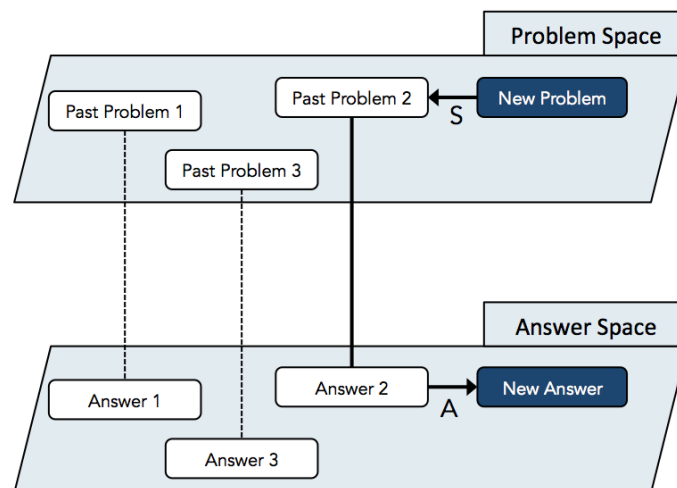 Problem Space
Past Problem 1
Past Problem 2
S
New Problem
Past Problem 3
Answer Space
Answer 1
Answer 2
A
New Answer
Answer 3